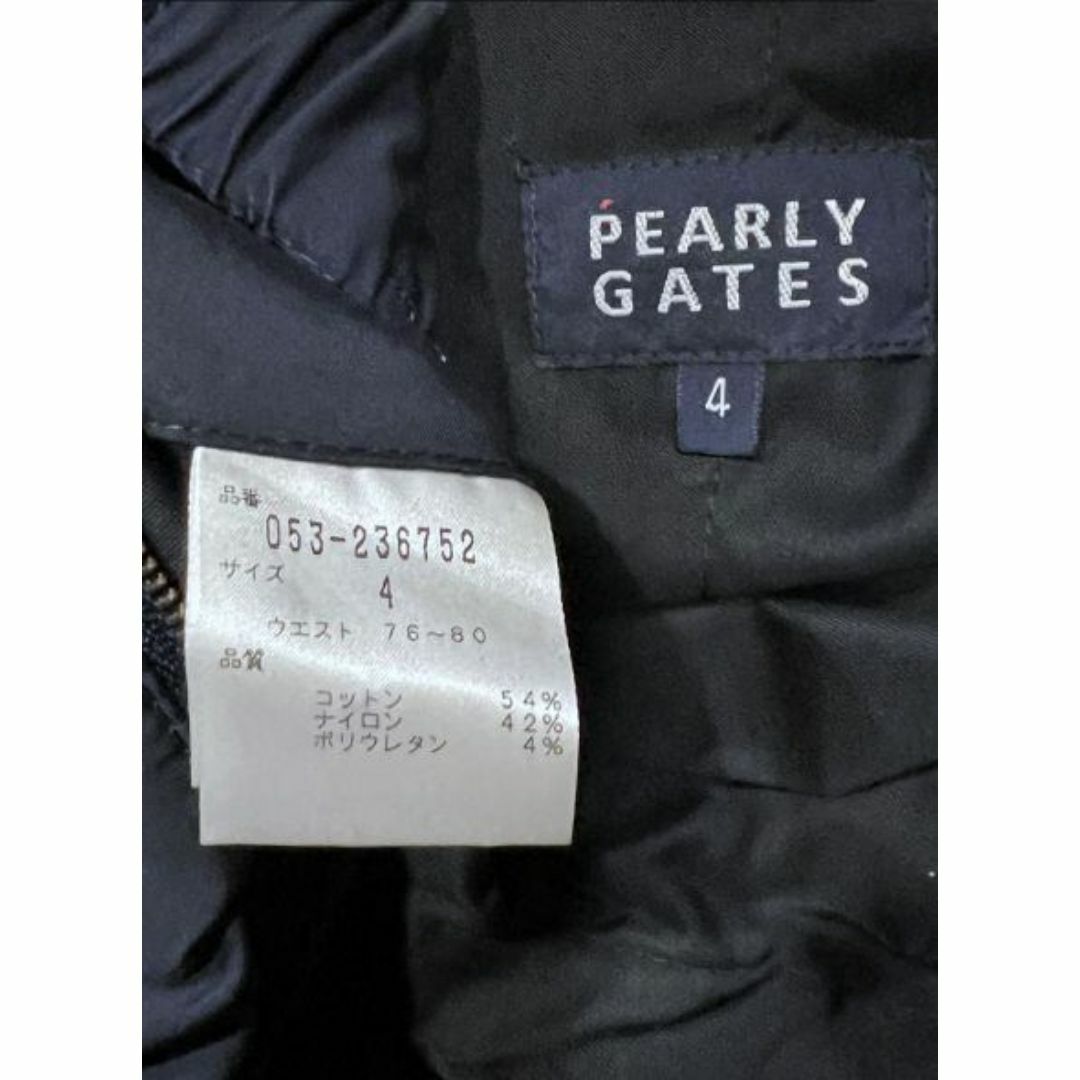 PEARLY
GATES
4
品番
053-236752
サイズ
4
ウエスト 76~80
品質
コットン 54%
ナイロン 42%
ポリウレタン 4%